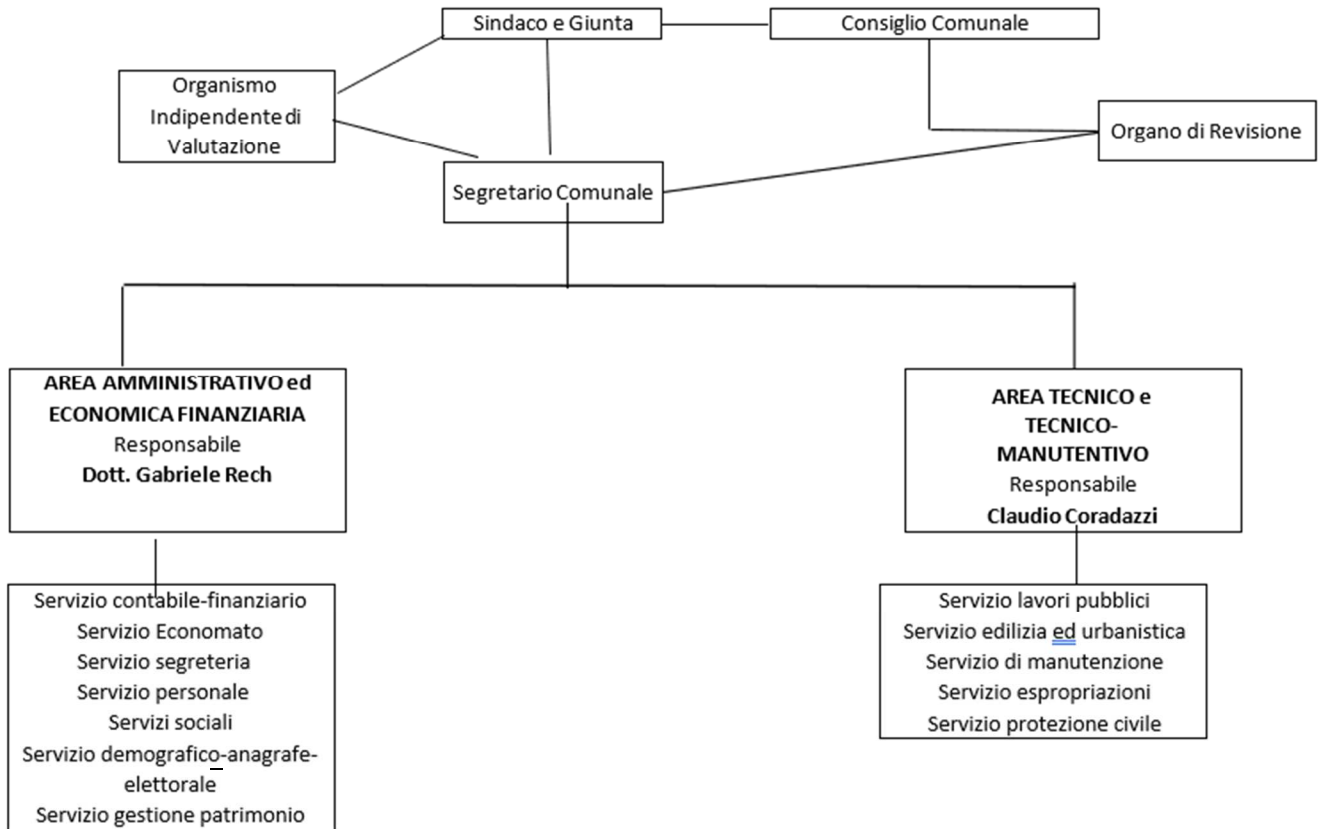 Sindaco e Giunta
Consiglio Comunale
Organismo
Indipendente di
Valutazione
Organo di Revisione
Segretario Comunale
AREA AMMINISTRATIVO ed
ECONOMICA FINANZIARIA
Responsabile
Dott. Gabriele Rech
AREA TECNICO e
TECNICO-
MANUTENTIVO
Responsabile
Claudio Coradazzi
Servizio contabile-finanziario
Servizio Economato
Servizio segreteria
Servizio personale
Servizi sociali
Servizio demografico-anagrafe-
elettorale
Servizio gestione patrimonio
Servizio lavori pubblici
Servizio edilizia ed urbanistica
Servizio di manutenzione
Servizio espropriazioni
Servizio protezione civile